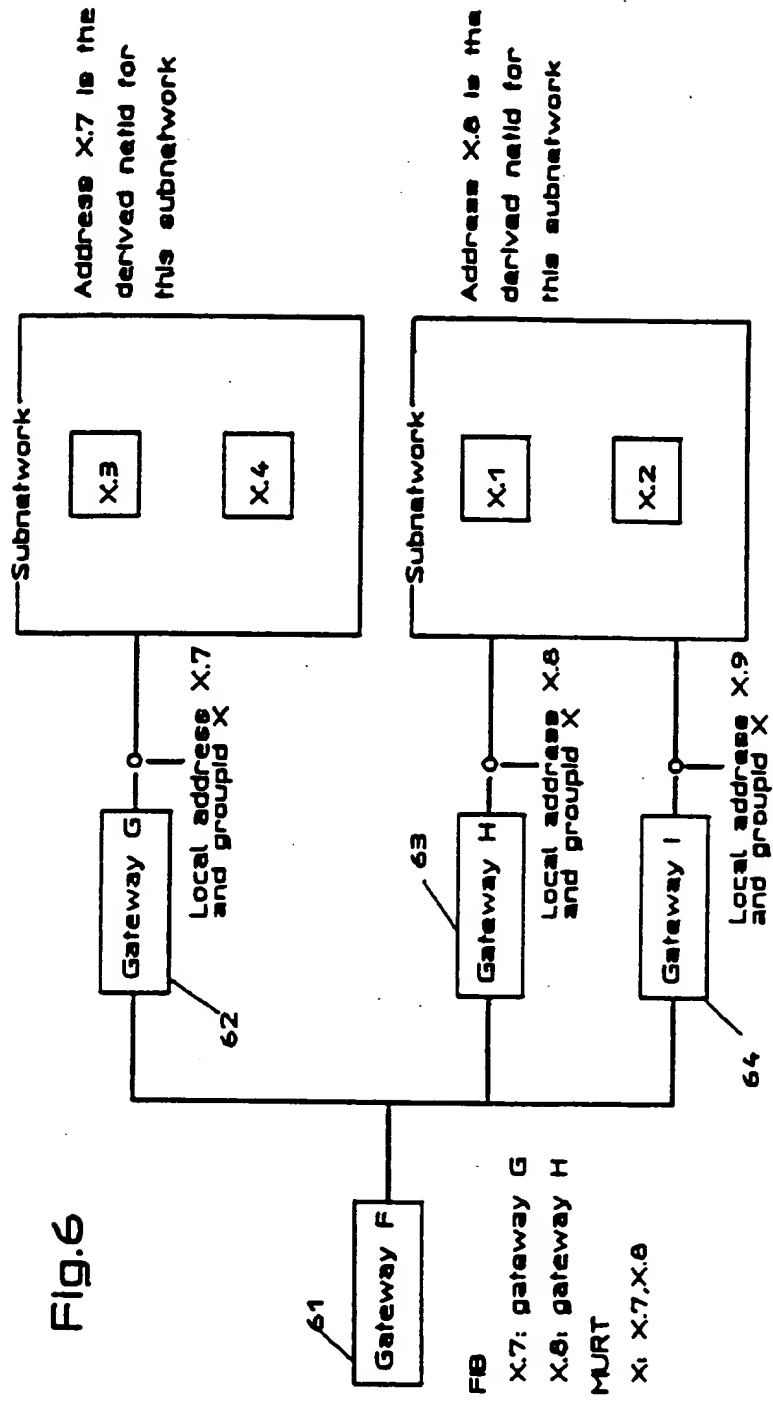 Fig.6
61
Gateway F
FIB
X.7: gateway G
X.8: gateway H
MURT
X: X.7,X.8
Gateway G
62
Local address X.7
and groupid X
Subnetwork
X.3
X.4
Address X.7 is the
derived netid for
this subnetwork
63
Gateway H
Local address X.8
and groupid X
Gateway I
64
Local address X.9
and groupid X
Subnetwork
X.1
X.2
Address X.8 is the
derived netid for
this subnetwork